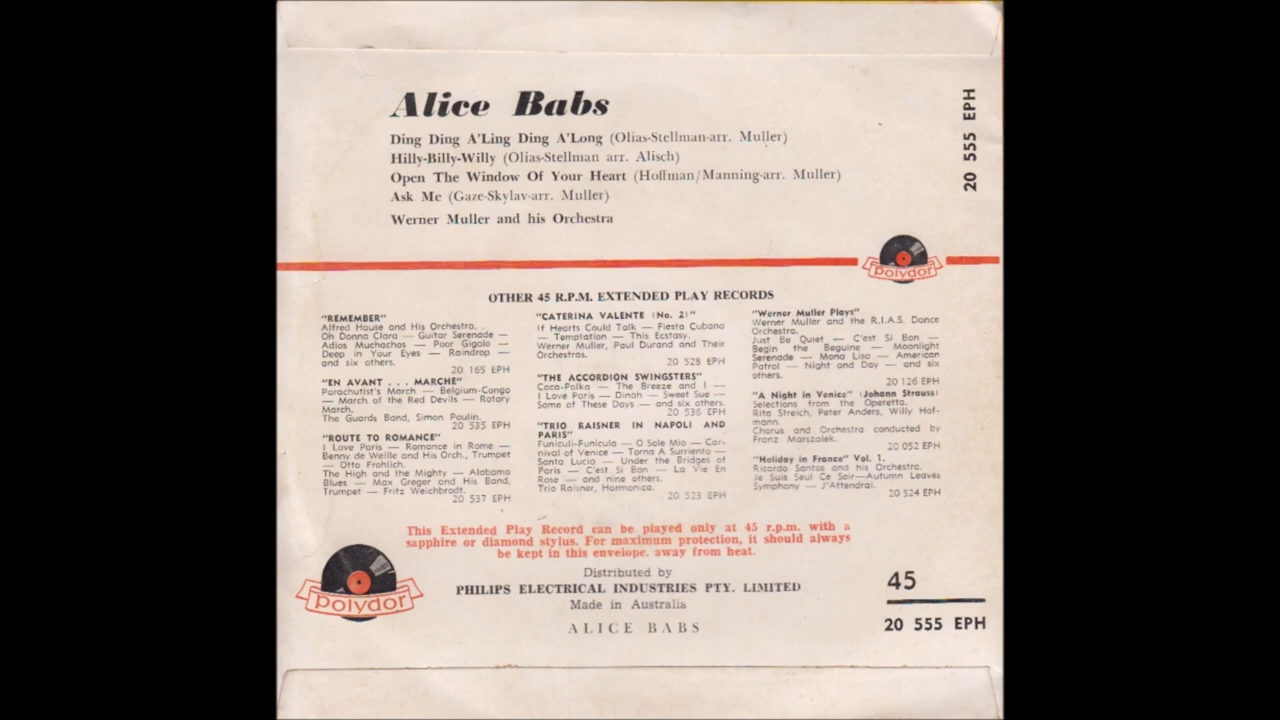 Alice Babs
Ding Ding A'Ling Ding A'Long (Olias-Stellman-arr. Muller)
Hilly-Billy-Willy (Olias-Stellman arr. Alisch)
Open The Window Of Your Heart (Hoffman/Manning-arr. Muller)
Ask Me (Gaze-Skylav-arr. Muller)
Werner Muller and his Orchestra
20 555 EPH
polydor
OTHER 45 R.P.M. EXTENDED PLAY RECORDS
"REMEMBER"
Alfred Hause and His Orchestra. .
Oh Donna Clara — Guitar Serenade —
Adios Muchachos — Poor Gigolo —
Deep in Your Eyes — Raindrop —
and six others.
20 165 EPH
"EN AVANT . . . MARCHE"
Parachutist's March — Belgium-Congo
— March of the Red Devils — Rotary
March.
The Guards Band, Simon Poulin.
20 535 EPH
"ROUTE TO ROMANCE"
I Love Paris — Romance in Rome —
Benny de Weille and His Orch., Trumpet
— Otto Frohlich.
The High and the Mighty — Alabama
Blues — Max Greger and His Band,
Trumpet — Fritz Weichbrodt.
20 537 EPH
"CATERINA VALENTE (No. 2)"
If Hearts Could Talk — Fiesta Cubana
— Temptation — This Ecstasy.
Werner Muller, Paul Durand and Their
Orchestras.
20 528 EPH
"THE ACCORDION SWINGSTERS"
Coco-Polka — The Breeze and I —
I Love Paris — Dinah — Sweet Sue —
Some of These Days — and six others.
20 536 EPH
"TRIO RAISNER IN NAPOLI AND
PARIS"
Funiculi-Funicula — O Sole Mio — Car-
nival of Venice — Torna A Surriento —
Santa Lucia — Under the Bridges of
Paris — C'est Si Bon — La Vie En
Rose — and nine others.
Trio Raisner, Harmonica.
20 523 EPH
"Werner Muller Plays"
Werner Muller and the R.I.A.S. Dance
Orchestra.
Just Be Quiet — C'est Si Bon —
Begin the Beguine — Moonlight
Serenade — Mona Lisa — American
Patrol — Night and Day — and six
others.
20 126 EPH
"A Night in Venice" (Johann Strauss)
Selections from the Operetta.
Rita Streich, Peter Anders, Willy Hof-
mann.
Chorus and Orchestra conducted by
Franz Marszalek.
20 052 EPH
"Holiday in France" Vol. 1.
Ricardo Santos and his Orchestra.
Je Suis Seul Ce Soir—Autumn Leaves
Symphony — J'Attendrai.
20 524 EPH
This Extended Play Record can be played only at 45 r.p.m. with a
sapphire or diamond stylus. For maximum protection, it should always
be kept in this envelope. away from heat.
polydor
Distributed by
PHILIPS ELECTRICAL INDUSTRIES PTY. LIMITED
Made in Australia
ALICE BABS
45
20 555 EPH